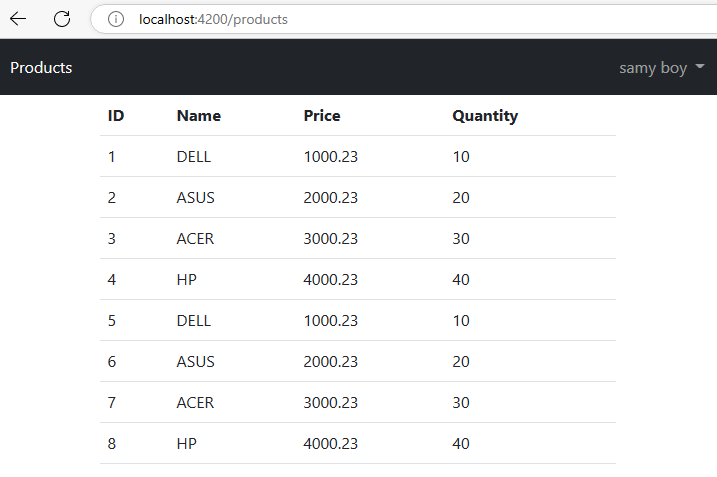 localhost:4200/products
Products samy boy
ID Name Price Quantity
1 DELL 1000.23 10
2 ASUS 2000.23 20
3 ACER 3000.23 30
4 HP 4000.23 40
5 DELL 1000.23 10
6 ASUS 2000.23 20
7 ACER 3000.23 30
8 HP 4000.23 40